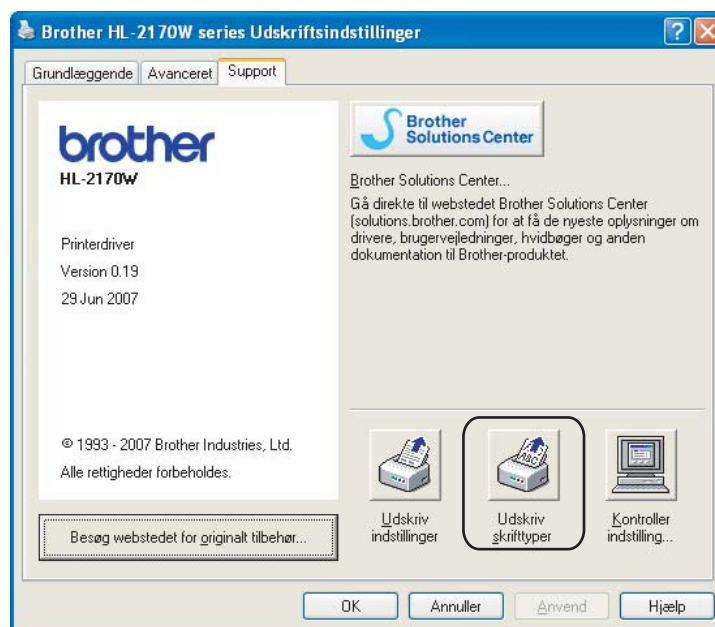 Brother HL-2170W series Udskriftsindstillinger
Grundlæggende
Avanceret
Support
brother
HL-2170W
Printerdriver
Version 0.19
29 Jun 2007
© 1993 - 2007 Brother Industries, Ltd.
Alle rettigheder forbeholdes.
Besøg webstedet for originalt tilbehør...
Brother
Solutions Center
Brother Solutions Center...
Gå direkte til webstedet Brother Solutions Center
(solutions.brother.com) for at få de nyeste oplysninger om
drivere, brugervejledninger, hvidbøger og anden
dokumentation til Brother-produktet.
Udskriv
indstillinger
ABC
Udskriv
skrifttyper
Kontroller
indstilling...
OK
Annuller
Anvend
Hjælp